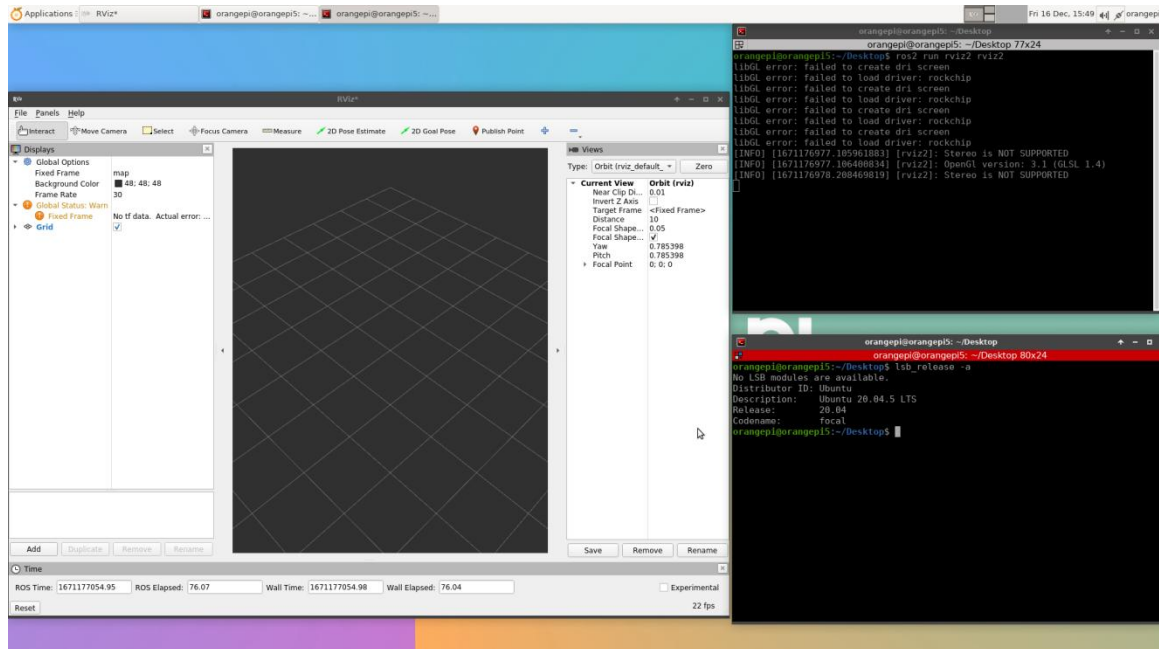 Applications
RViz*
orangepi@orangepi5: ~...
orangepi@orangepi5: ~...
Fri 16 Dec, 15:49
orangepi
RViz*
File Panels Help
Interact Move Camera Select Focus Camera Measure 2D Pose Estimate 2D Goal Pose Publish Point
Displays
Global Options
Fixed Frame map
Background Color 48; 48; 48
Frame Rate 30
Global Status: Warn
Fixed Frame No tf data. Actual error: ...
Grid
Add Duplicate Remove Rename
Views
Type: Orbit (rviz_default_ Zero
Current View Orbit (rviz)
Near Clip Di... 0.01
Invert Z Axis
Target Frame <Fixed Frame>
Distance 10
Focal Shape... 0.05
Focal Shape...
Yaw 0.785398
Pitch 0.785398
Focal Point 0; 0; 0
Save Remove Rename
Time
ROS Time: 1671177054.95 ROS Elapsed: 76.07 Wall Time: 1671177054.98 Wall Elapsed: 76.04 Experimental
Reset 22 fps
orangepi@orangepi5: ~/Desktop
orangepi@orangepi5: ~/Desktop 77x24
orangepi@orangepi5:~/Desktop$ ros2 run rviz2 rviz2
libGL error: failed to create dri screen
libGL error: failed to load driver: rockchip
libGL error: failed to create dri screen
libGL error: failed to load driver: rockchip
libGL error: failed to create dri screen
libGL error: failed to load driver: rockchip
libGL error: failed to create dri screen
libGL error: failed to load driver: rockchip
[INFO] [1671176977.105961883] [rviz2]: Stereo is NOT SUPPORTED
[INFO] [1671176977.106400834] [rviz2]: OpenGl version: 3.1 (GLSL 1.4)
[INFO] [1671176978.208469819] [rviz2]: Stereo is NOT SUPPORTED
orangepi@orangepi5: ~/Desktop
orangepi@orangepi5: ~/Desktop 80x24
orangepi@orangepi5:~/Desktop$ lsb_release -a
No LSB modules are available.
Distributor ID: Ubuntu
Description: Ubuntu 20.04.5 LTS
Release: 20.04
Codename: focal
orangepi@orangepi5:~/Desktop$